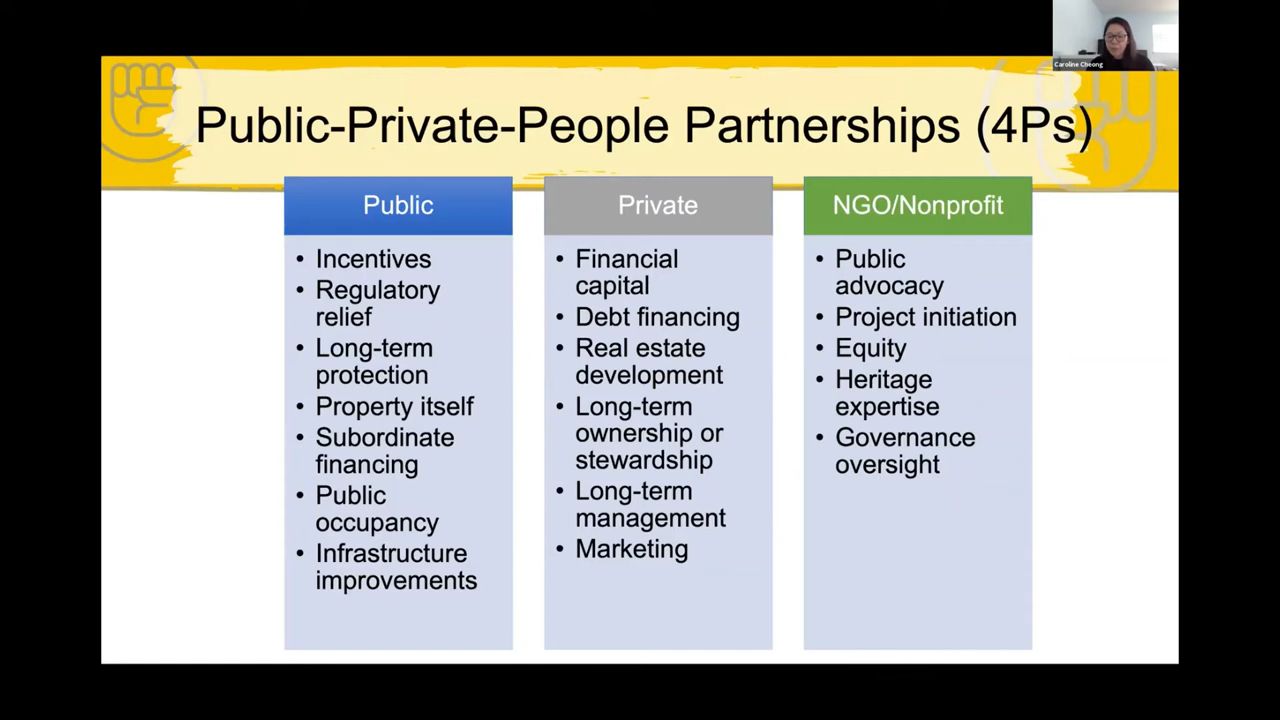 Caroline Cheong
Public-Private-People Partnerships (4Ps)
Public
• Incentives
• Regulatory
relief
• Long-term
protection
• Property itself
• Subordinate
financing
• Public
occupancy
• Infrastructure
improvements
Private
• Financial
capital
• Debt financing
• Real estate
development
• Long-term
ownership or
stewardship
• Long-term
management
• Marketing
NGO/Nonprofit
• Public
advocacy
• Project initiation
• Equity
• Heritage
expertise
• Governance
oversight